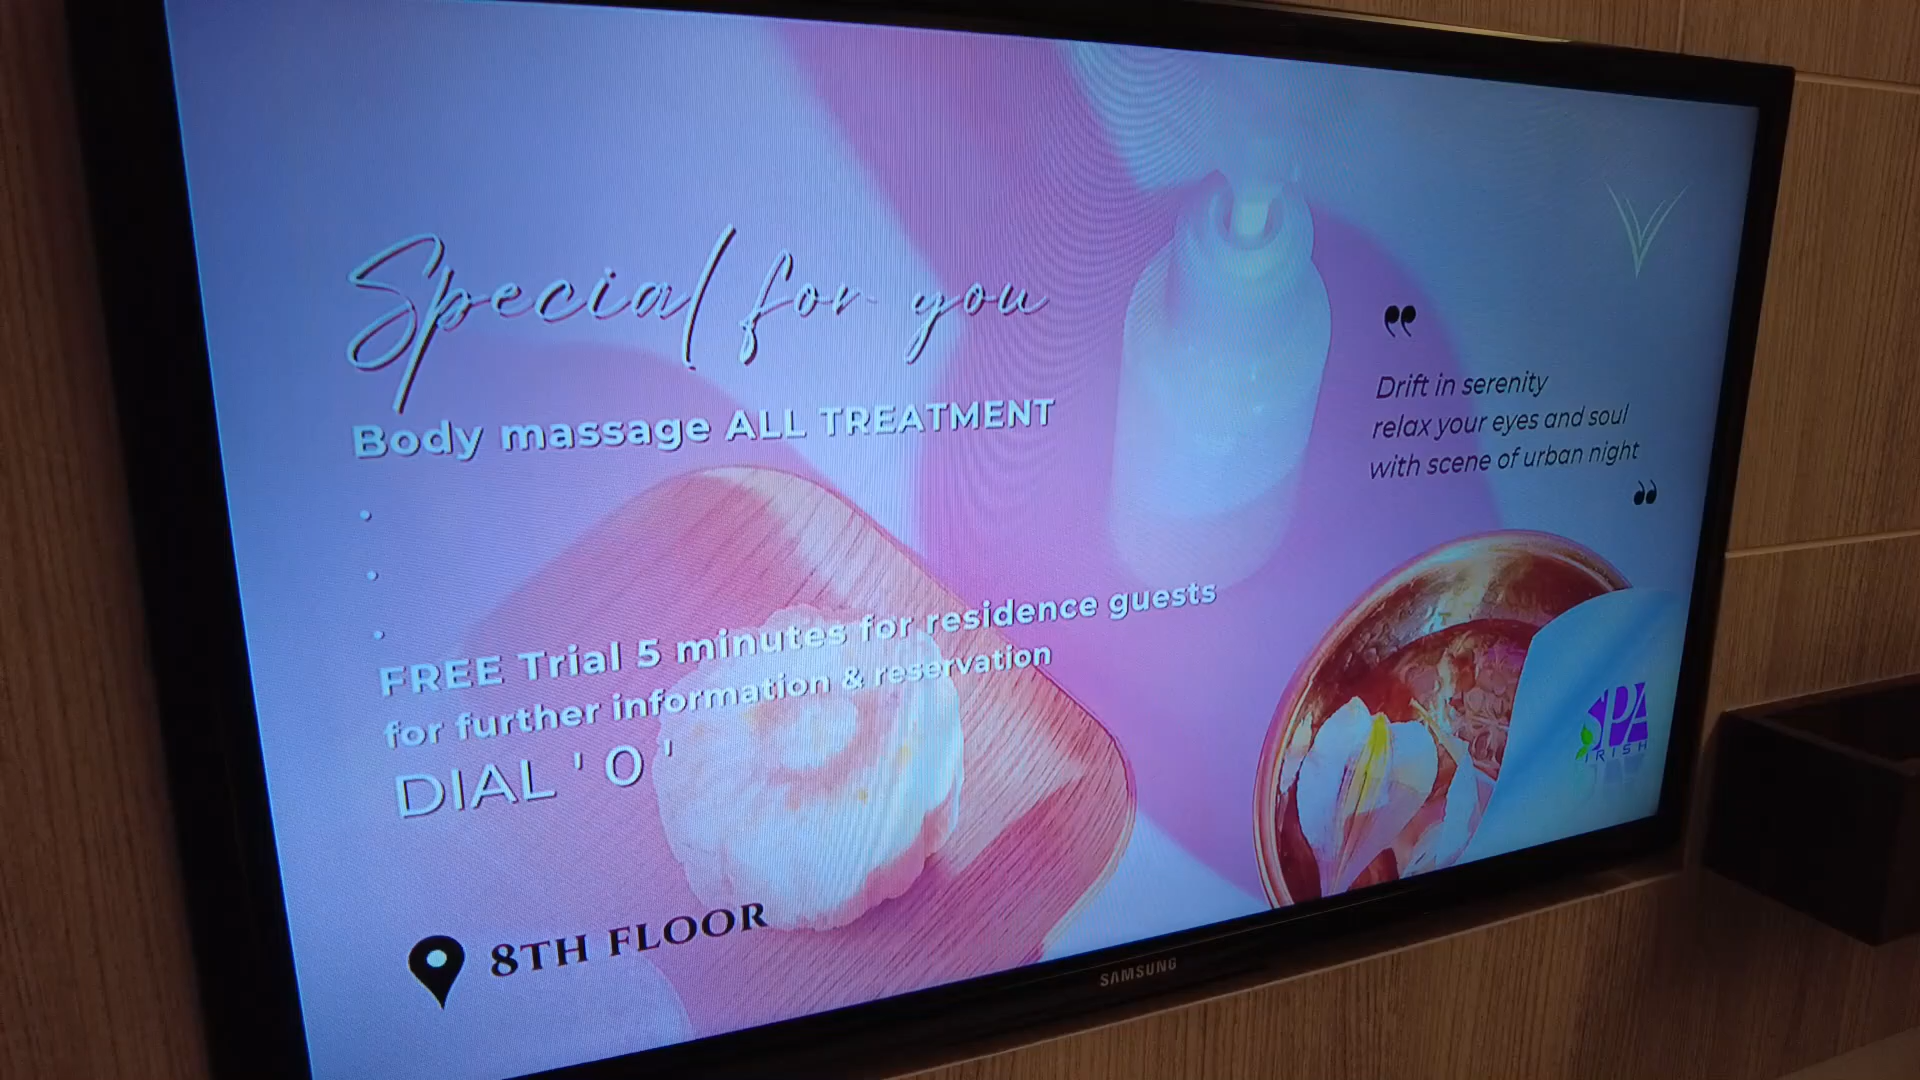 Special for you
Body massage ALL TREATMENT
FREE Trial 5 minutes for residence guests
for further information & reservation
DIAL ' 0 '
8TH FLOOR
❝
Drift in serenity
relax your eyes and soul
with scene of urban night
❞
SPA
IRISH
SAMSUNG